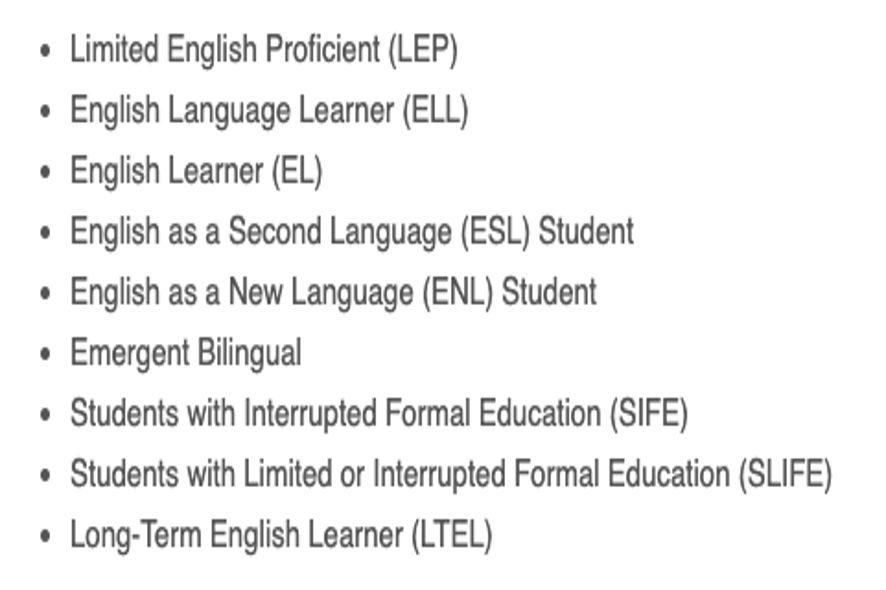 • Limited English Proficient (LEP)
• English Language Learner (ELL)
• English Learner (EL)
• English as a Second Language (ESL) Student
• English as a New Language (ENL) Student
• Emergent Bilingual
• Students with Interrupted Formal Education (SIFE)
• Students with Limited or Interrupted Formal Education (SLIFE)
• Long-Term English Learner (LTEL)